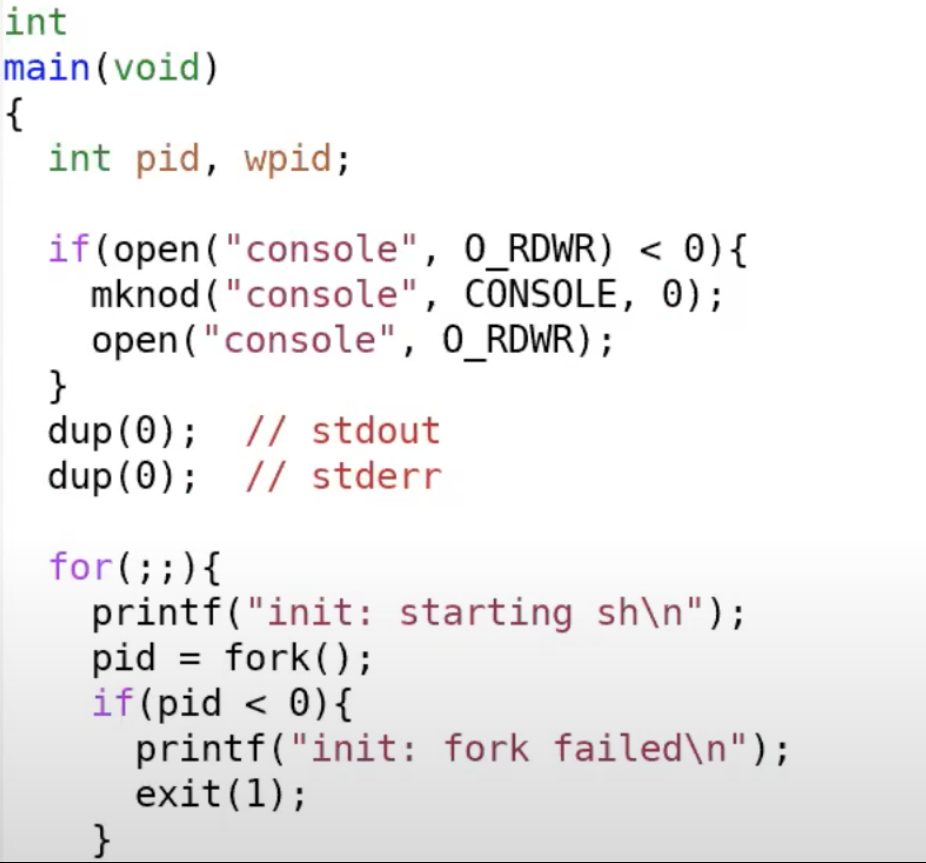 int
main(void)
{
  int pid, wpid;

  if(open("console", O_RDWR) < 0){
    mknod("console", CONSOLE, 0);
    open("console", O_RDWR);
  }
  dup(0);  // stdout
  dup(0);  // stderr

  for(;;){
    printf("init: starting sh\n");
    pid = fork();
    if(pid < 0){
      printf("init: fork failed\n");
      exit(1);
    }